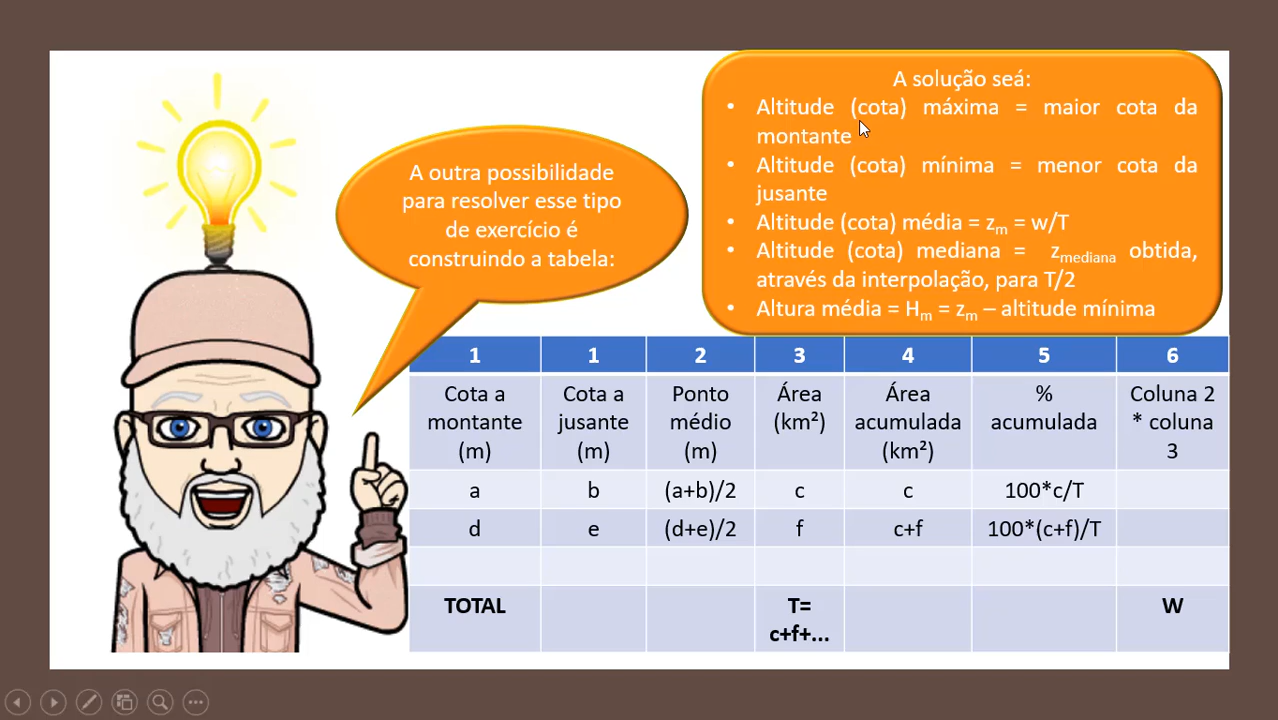 A outra possibilidade
para resolver esse tipo
de exercício é
construindo a tabela:
A solução seá:
• Altitude (cota) máxima = maior cota da
montante
• Altitude (cota) mínima = menor cota da
jusante
• Altitude (cota) média = zm = w/T
• Altitude (cota) mediana = zmediana obtida,
através da interpolação, para T/2
• Altura média = Hm = zm – altitude mínima
1 1 2 3 4 5 6
Cota a Cota a Ponto Área Área % Coluna 2
montante jusante médio (km²) acumulada acumulada * coluna
(m) (m) (m) (km²) 3
a b (a+b)/2 c c 100*c/T
d e (d+e)/2 f c+f 100*(c+f)/T
TOTAL T= W
c+f+...